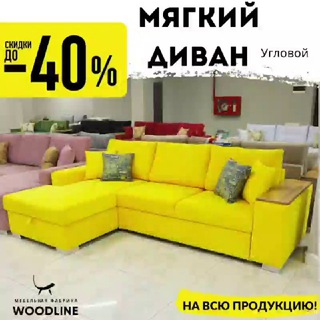 СКИДКИ
ДО
-40%
МЯГКИЙ
ДИВАН
Угловой
МЕБЕЛЬНАЯ ФАБРИКА
WOODLINE
НА ВСЮ ПРОДУКЦИЮ!